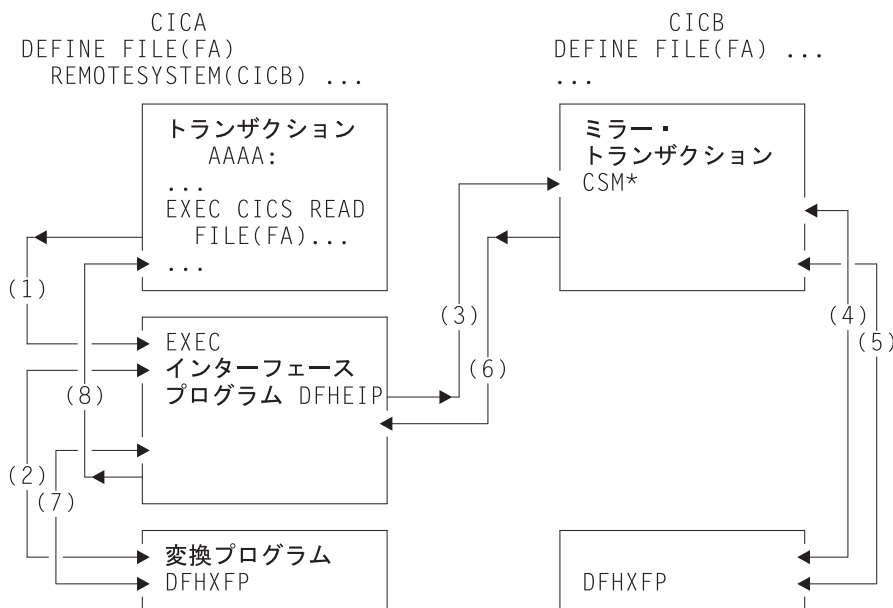 CICA
DEFINE FILE(FA)
REMOTESYSTEM(CICB) ...
CICB
DEFINE FILE(FA) ...
...
トランザクション
AAAA:
...
EXEC CICS READ
FILE(FA)...
...
ミラー・
トランザクション
CSM*
(1)
(3)
(4)
(5)
EXEC
インターフェース
プログラム DFHEIP
(6)
(8)
(2)
(7)
変換プログラム
DFHXFP
DFHXFP